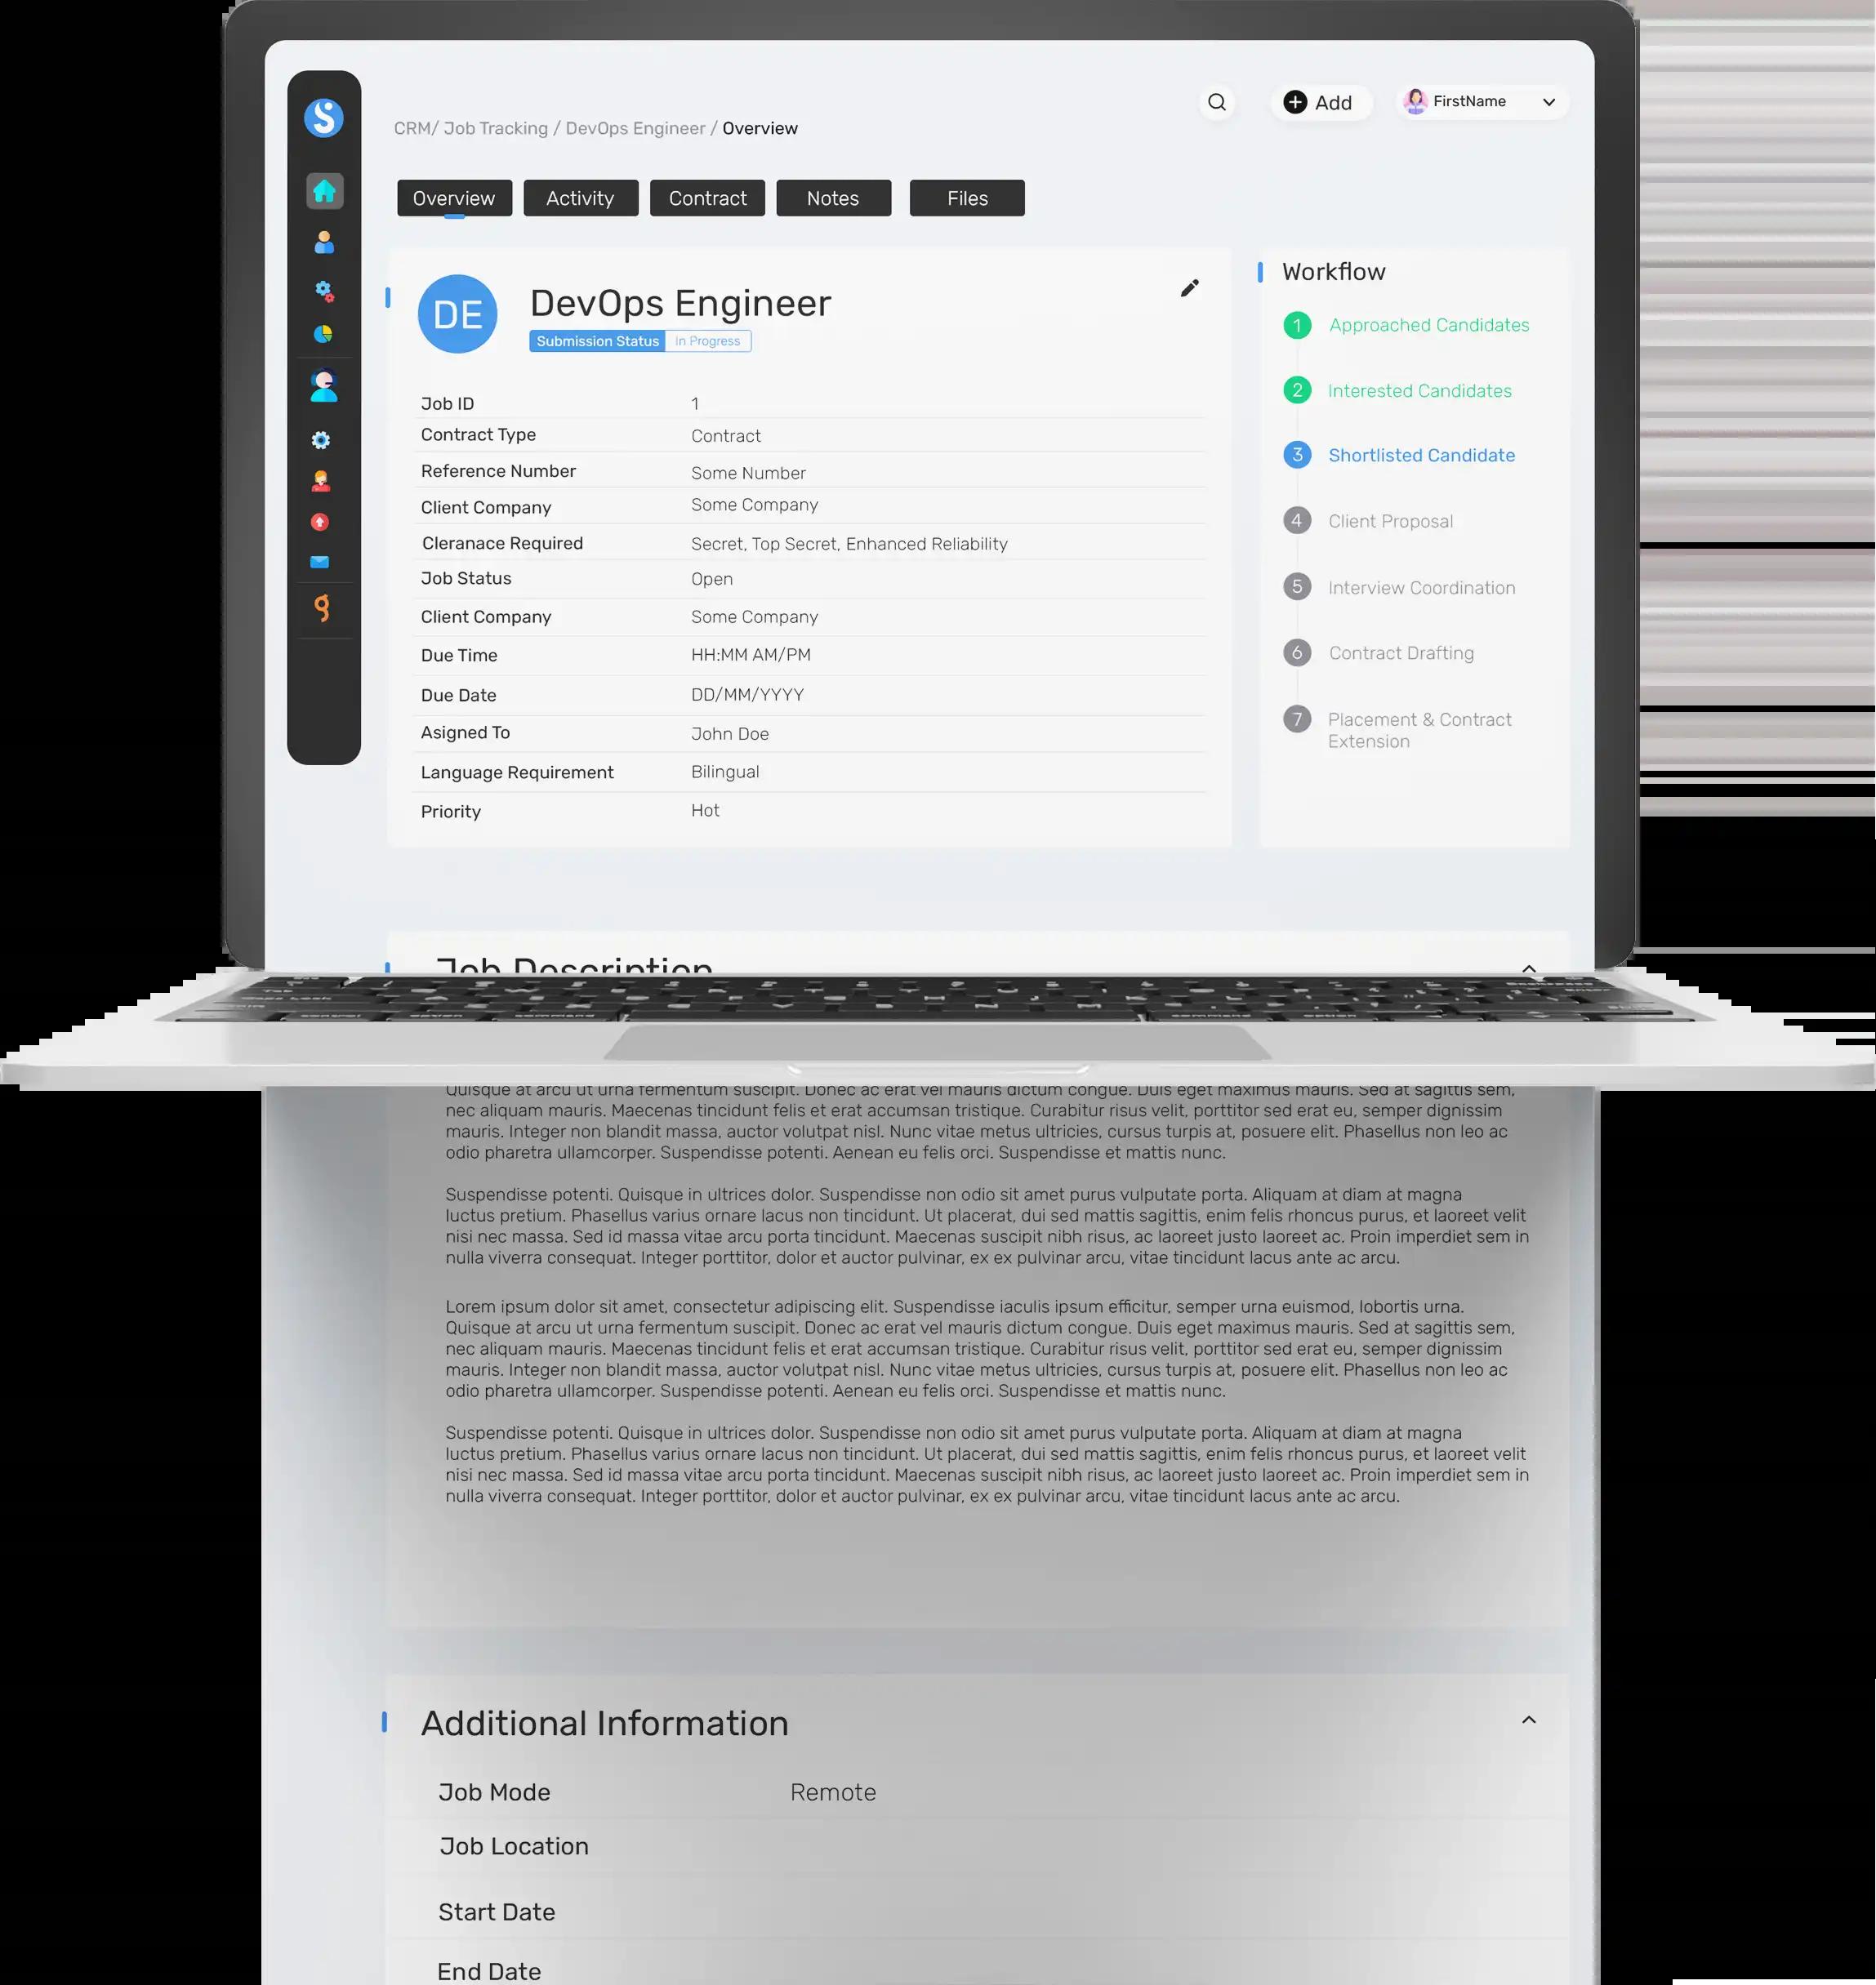 CRM/ Job Tracking / DevOps Engineer / Overview
Add
FirstName
Overview
Activity
Contract
Notes
Files
DE
DevOps Engineer
Submission Status In Progress
Job ID 1
Contract Type Contract
Reference Number Some Number
Client Company Some Company
Cleranace Required Secret, Top Secret, Enhanced Reliability
Job Status Open
Client Company Some Company
Due Time HH:MM AM/PM
Due Date DD/MM/YYYY
Asigned To John Doe
Language Requirement Bilingual
Priority Hot
Workflow
1 Approached Candidates
2 Interested Candidates
3 Shortlisted Candidate
4 Client Proposal
5 Interview Coordination
6 Contract Drafting
7 Placement & Contract
Extension
Job Description
Quisque at arcu ut urna fermentum suscipit. Donec ac erat vel mauris dictum congue. Duis eget maximus mauris. Sed at sagittis sem,
nec aliquam mauris. Maecenas tincidunt felis et erat accumsan tristique. Curabitur risus velit, porttitor sed erat eu, semper dignissim
mauris. Integer non blandit massa, auctor volutpat nisl. Nunc vitae metus ultricies, cursus turpis at, posuere elit. Phasellus non leo ac
odio pharetra ullamcorper. Suspendisse potenti. Aenean eu felis orci. Suspendisse et mattis nunc.
Suspendisse potenti. Quisque in ultrices dolor. Suspendisse non odio sit amet purus vulputate porta. Aliquam at diam at magna
luctus pretium. Phasellus varius ornare lacus non tincidunt. Ut placerat, dui sed mattis sagittis, enim felis rhoncus purus, et laoreet velit
nisi nec massa. Sed id massa vitae arcu porta tincidunt. Maecenas suscipit nibh risus, ac laoreet justo laoreet ac. Proin imperdiet sem in
nulla viverra consequat. Integer porttitor, dolor et auctor pulvinar, ex ex pulvinar arcu, vitae tincidunt lacus ante ac arcu.
Lorem ipsum dolor sit amet, consectetur adipiscing elit. Suspendisse iaculis ipsum efficitur, semper urna euismod, lobortis urna.
Quisque at arcu ut urna fermentum suscipit. Donec ac erat vel mauris dictum congue. Duis eget maximus mauris. Sed at sagittis sem,
nec aliquam mauris. Maecenas tincidunt felis et erat accumsan tristique. Curabitur risus velit, porttitor sed erat eu, semper dignissim
mauris. Integer non blandit massa, auctor volutpat nisl. Nunc vitae metus ultricies, cursus turpis at, posuere elit. Phasellus non leo ac
odio pharetra ullamcorper. Suspendisse potenti. Aenean eu felis orci. Suspendisse et mattis nunc.
Suspendisse potenti. Quisque in ultrices dolor. Suspendisse non odio sit amet purus vulputate porta. Aliquam at diam at magna
luctus pretium. Phasellus varius ornare lacus non tincidunt. Ut placerat, dui sed mattis sagittis, enim felis rhoncus purus, et laoreet velit
nisi nec massa. Sed id massa vitae arcu porta tincidunt. Maecenas suscipit nibh risus, ac laoreet justo laoreet ac. Proin imperdiet sem in
nulla viverra consequat. Integer porttitor, dolor et auctor pulvinar, ex ex pulvinar arcu, vitae tincidunt lacus ante ac arcu.
Additional Information
Job Mode Remote
Job Location
Start Date
End Date